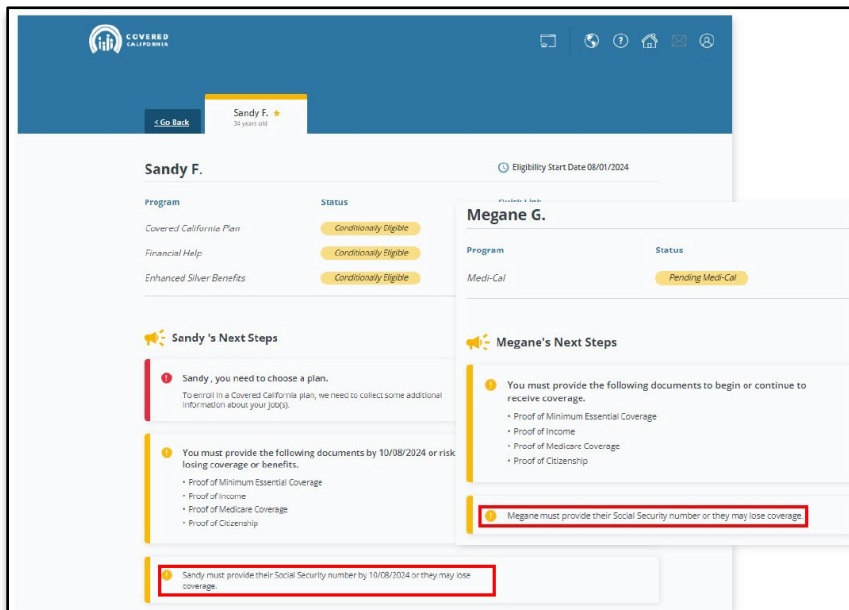 COVERED
CALIFORNIA
< Go Back
Sandy F.
34 years old
Sandy F.
Eligibility Start Date 08/01/2024
Program
Status
Covered California Plan
Conditionally Eligible
Financial Help
Conditionally Eligible
Enhanced Silver Benefits
Conditionally Eligible
Sandy 's Next Steps
Sandy , you need to choose a plan.
To enroll in a Covered California plan, we need to collect some additional
information about your job(s).
You must provide the following documents by 10/08/2024 or risk
losing coverage or benefits.
• Proof of Minimum Essential Coverage
• Proof of Income
• Proof of Medicare Coverage
• Proof of Citizenship
Sandy must provide their Social Security number by 10/08/2024 or they may lose
coverage.
Megane G.
Program
Status
Medi-Cal
Pending Medi-Cal
Megane's Next Steps
You must provide the following documents to begin or continue to
receive coverage.
• Proof of Minimum Essential Coverage
• Proof of Income
• Proof of Medicare Coverage
• Proof of Citizenship
Megane must provide their Social Security number or they may lose coverage.